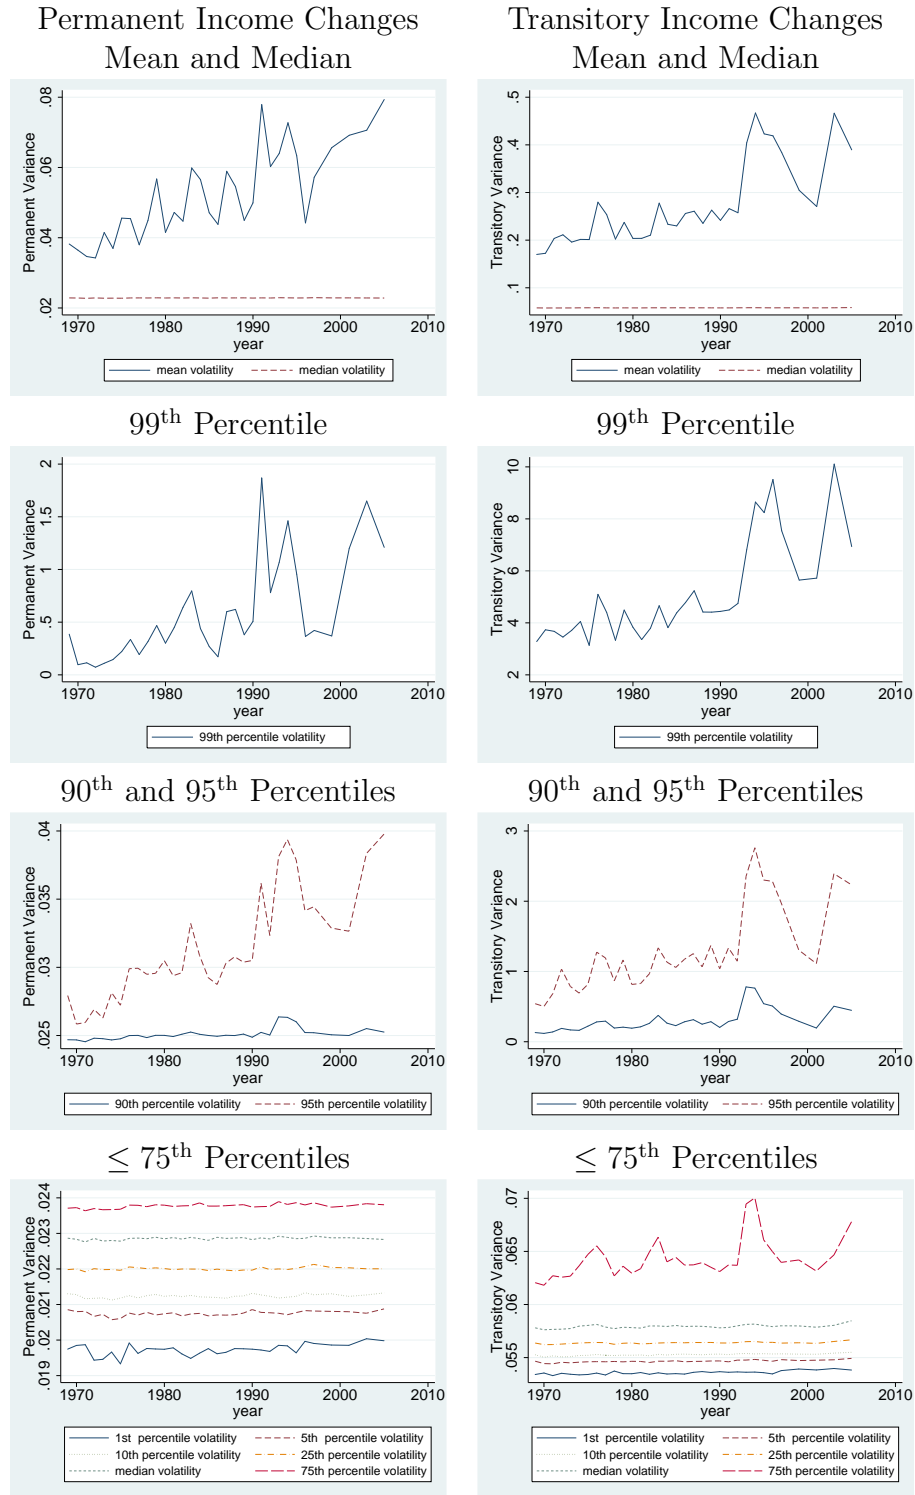 Permanent Income Changes
Mean and Median
Transitory Income Changes
Mean and Median
Permanent Variance
.08
.06
.04
.02
1970 1980 1990 2000 2010
year
mean volatility median volatility
Transitory Variance
.5
.4
.3
.2
.1
1970 1980 1990 2000 2010
year
mean volatility median volatility
99th Percentile
99th Percentile
Permanent Variance
2
1.5
1
.5
0
1970 1980 1990 2000 2010
year
99th percentile volatility
Transitory Variance
10
8
6
4
2
1970 1980 1990 2000 2010
year
99th percentile volatility
90th and 95th Percentiles
90th and 95th Percentiles
Permanent Variance
.04
.035
.03
.025
1970 1980 1990 2000 2010
year
90th percentile volatility 95th percentile volatility
Transitory Variance
3
2
1
0
1970 1980 1990 2000 2010
year
90th percentile volatility 95th percentile volatility
≤ 75th Percentiles
≤ 75th Percentiles
Permanent Variance
.024
.023
.022
.021
.02
.019
1970 1980 1990 2000 2010
year
1st percentile volatility 5th percentile volatility
10th percentile volatility 25th percentile volatility
median volatility 75th percentile volatility
Transitory Variance
.07
.065
.06
.055
1970 1980 1990 2000 2010
year
1st percentile volatility 5th percentile volatility
10th percentile volatility 25th percentile volatility
median volatility 75th percentile volatility